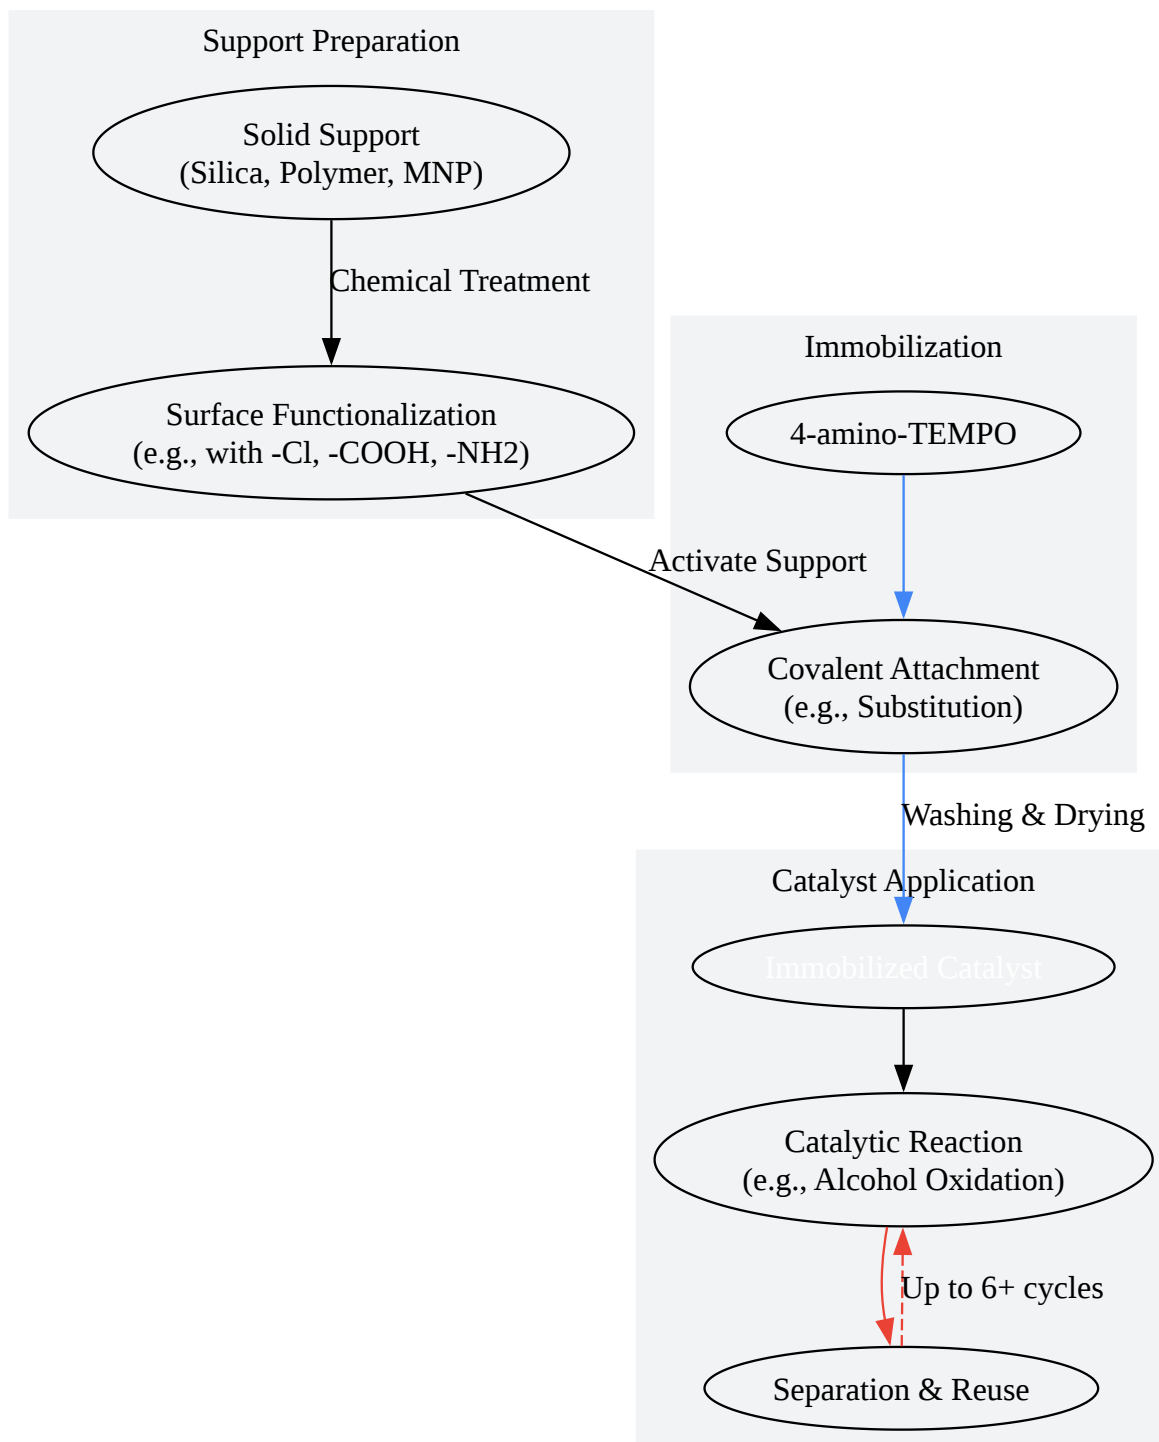 Support Preparation
Solid Support
(Silica, Polymer, MNP)
Chemical Treatment
Surface Functionalization
(e.g., with -Cl, -COOH, -NH2)
Immobilization
4-amino-TEMPO
Activate Support
Covalent Attachment
(e.g., Substitution)
Washing & Drying
Catalyst Application
Immobilized Catalyst
Catalytic Reaction
(e.g., Alcohol Oxidation)
Up to 6+ cycles
Separation & Reuse